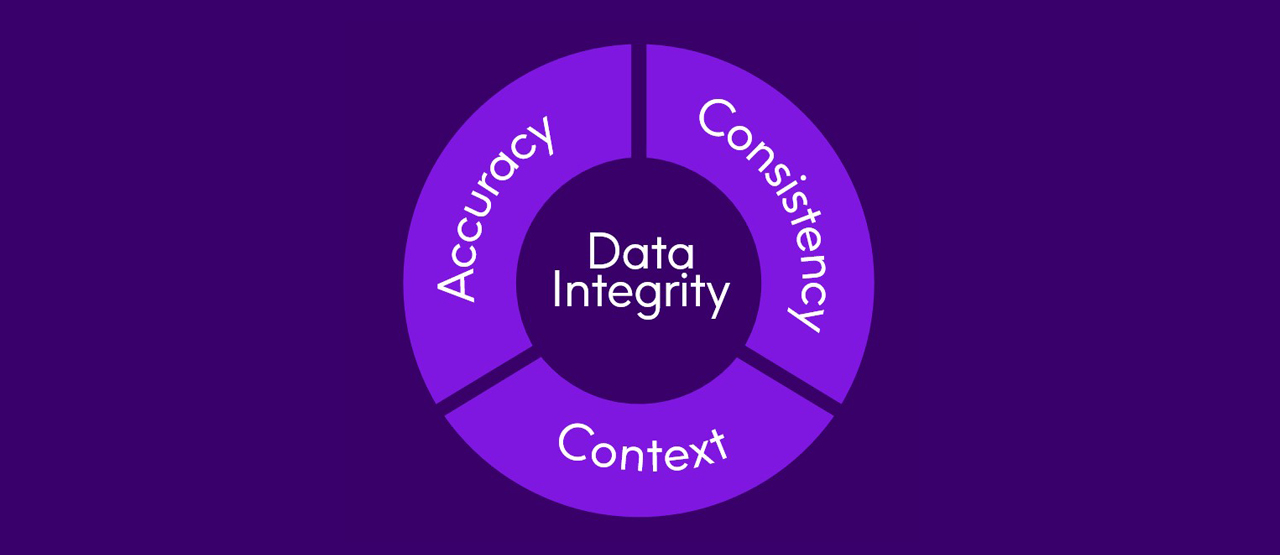 Accuracy
Consistency
Data
Integrity
Context